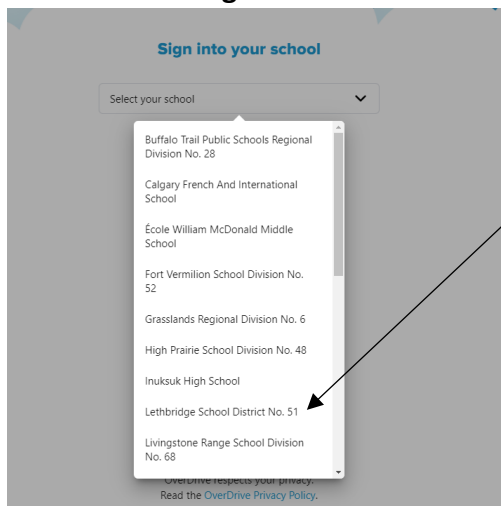 Sign into your school
Select your school
Buffalo Trail Public Schools Regional
Division No. 28
Calgary French And International
School
École William McDonald Middle
School
Fort Vermilion School Division No.
52
Grasslands Regional Division No. 6
High Prairie School Division No. 48
Inuksuk High School
Lethbridge School District No. 51
Livingstone Range School Division
No. 68
OverDrive respects your privacy.
Read the OverDrive Privacy Policy.